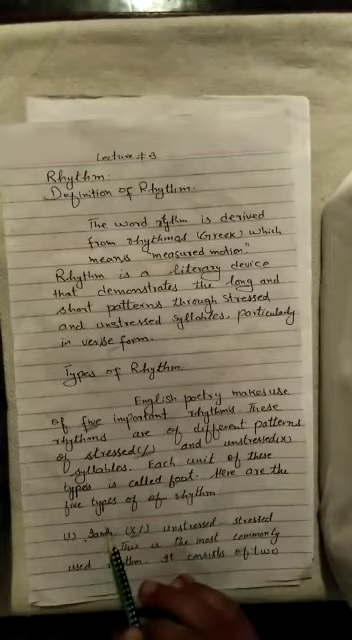 Lecture # 3
Rhythm:
Definition of Rhythm.
The word rythm is derived
from rhythmos (Greek) which
means "measured motion".
Rhythm is a literary device
that demonstrates the long and
short patterns through stressed
and unstressed syllables, particularly
in verse form.
Types of Rhythm.
English poetry makes use
of five important rhythms. These
rhythms are of different patterns
of stressed (/) and unstressed (x)
syllables. Each unit of these
types is called foot. Here are the
five types of of rhythm.
(X/) unstressed stressed
This is the most commonly
used It consists of two